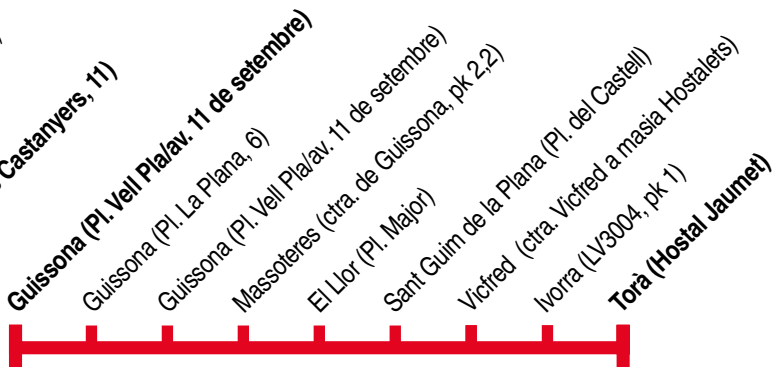 Castanyers, 11)
Guissona (Pl. Vell Pla/av. 11 de setembre)
Guissona (Pl. La Plana, 6)
Guissona (Pl. Vell Pla/av. 11 de setembre)
Massoteres (ctra. de Guissona, pk 2,2)
El Llor (Pl. Major)
Sant Guim de la Plana (Pl. del Castell)
Vicfred (ctra. Vicfred a masia Hostalets)
Ivorra (LV3004, pk 1)
Torà (Hostal Jaumet)